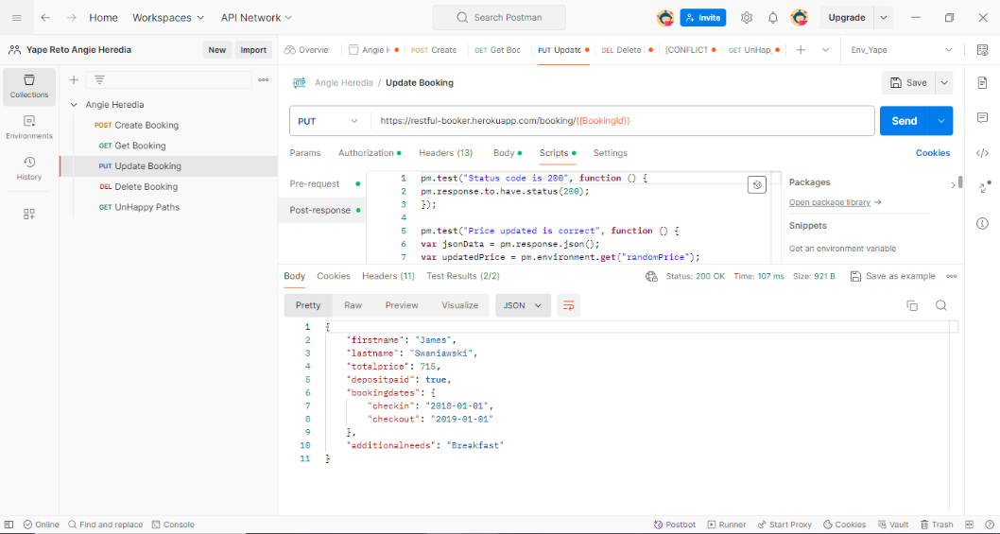 Home Workspaces API Network Search Postman Invite Upgrade
Yape Reto Angie Heredia New Import Overvie Angie H POST Create GET Get Boc PUT Update DEL Delete [CONFLICT GET UnHap Env_Yape
Collections
Environments
History
Angie Heredia
POST Create Booking
GET Get Booking
PUT Update Booking
DEL Delete Booking
GET UnHappy Paths
Angie Heredia / Update Booking Save
PUT https://restful-booker.herokuapp.com/booking/{{BookingId}} Send
Params Authorization Headers (13) Body Scripts Settings Cookies
Pre-request
Post-response
1 pm.test("Status code is 200", function () {
2 pm.response.to.have.status(200);
3 });
4
5 pm.test("Price updated is correct", function () {
6 var jsonData = pm.response.json();
7 var updatedPrice = pm.environment.get("randomPrice");
Packages
Open package library →
Snippets
Get an environment variable
Body Cookies Headers (11) Test Results (2/2) Status: 200 OK Time: 107 ms Size: 921 B Save as example
Pretty Raw Preview Visualize JSON
1 {
2 "firstname": "James",
3 "lastname": "Swaniawski",
4 "totalprice": 715,
5 "depositpaid": true,
6 "bookingdates": {
7 "checkin": "2018-01-01",
8 "checkout": "2019-01-01"
9 },
10 "additionalneeds": "Breakfast"
11 }
Online Find and replace Console Postbot Runner Start Proxy Cookies Vault Trash